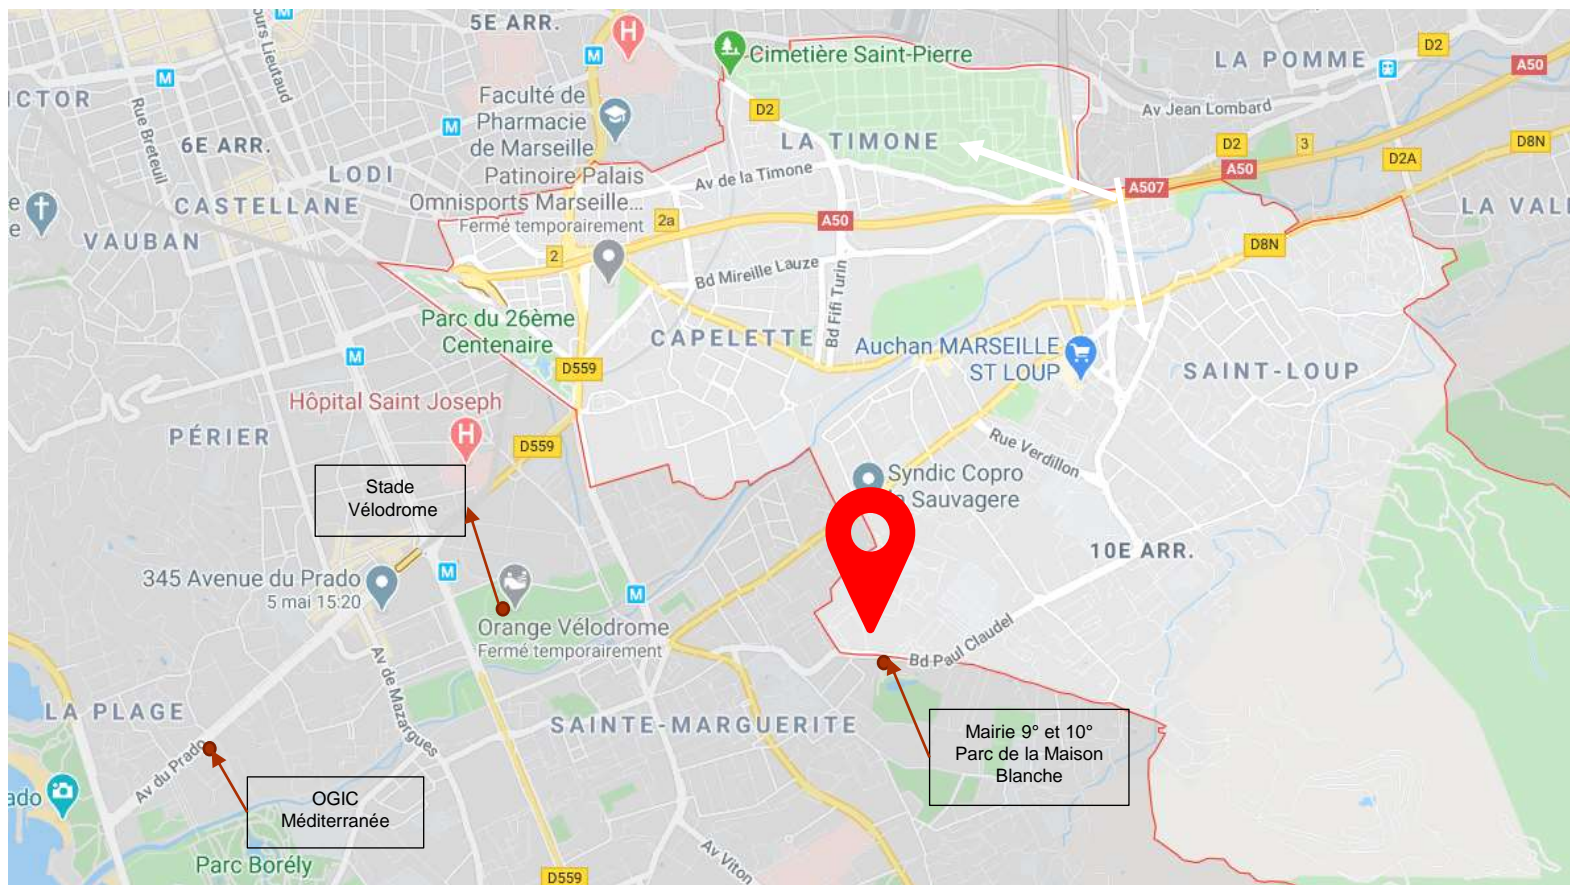 5E ARR.
Cours Lieutaud
M
M
H
Cimetière Saint-Pierre
D2
LA POMME
A50
M
ICTOR
Rue Breteuil
Faculté de
Pharmacie
de Marseille
D2
Av Jean Lombard
M
6E ARR.
LA TIMONE
D2
3
D8N
LODI
Patinoire Palais
Omnisports Marseille...
Fermé temporairement
Av de la Timone
A507
A50
D2A
CASTELLANE
2a
A50
LA VALL
VAUBAN
2
D8N
Bd Mireille Lauze
Bd Fifi Turin
Parc du 26ème
Centenaire
CAPELETTE
Auchan MARSEILLE
ST LOUP
M
D559
SAINT-LOUP
Hôpital Saint Joseph
H
PÉRIER
D559
Rue Verdillon
Syndic Copro
Sauvagere
Stade
Vélodrome
10E ARR.
345 Avenue du Prado
5 mai 15:20
M
M
Orange Vélodrome
Fermé temporairement
Bd Paul Claudel
Av de Mazargues
LA PLAGE
SAINTE-MARGUERITE
Mairie 9° et 10°
Parc de la Maison
Blanche
Av du Prado
ado
OGIC
Méditerranée
Parc Borély
Av Viton
D559